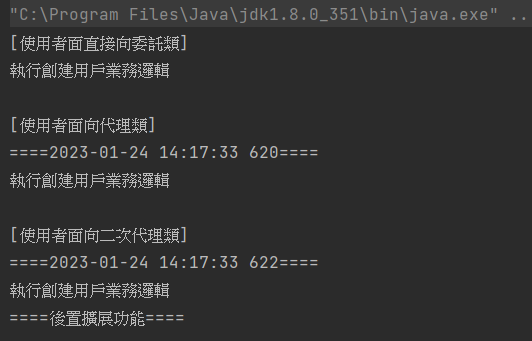 "C:\Program Files\Java\jdk1.8.0_351\bin\java.exe" ..
[使用者面直接向委託類]
執行創建用戶業務邏輯
[使用者面向代理類]
====2023-01-24 14:17:33 620====
執行創建用戶業務邏輯
[使用者面向二次代理類]
====2023-01-24 14:17:33 622====
執行創建用戶業務邏輯
====後置擴展功能====